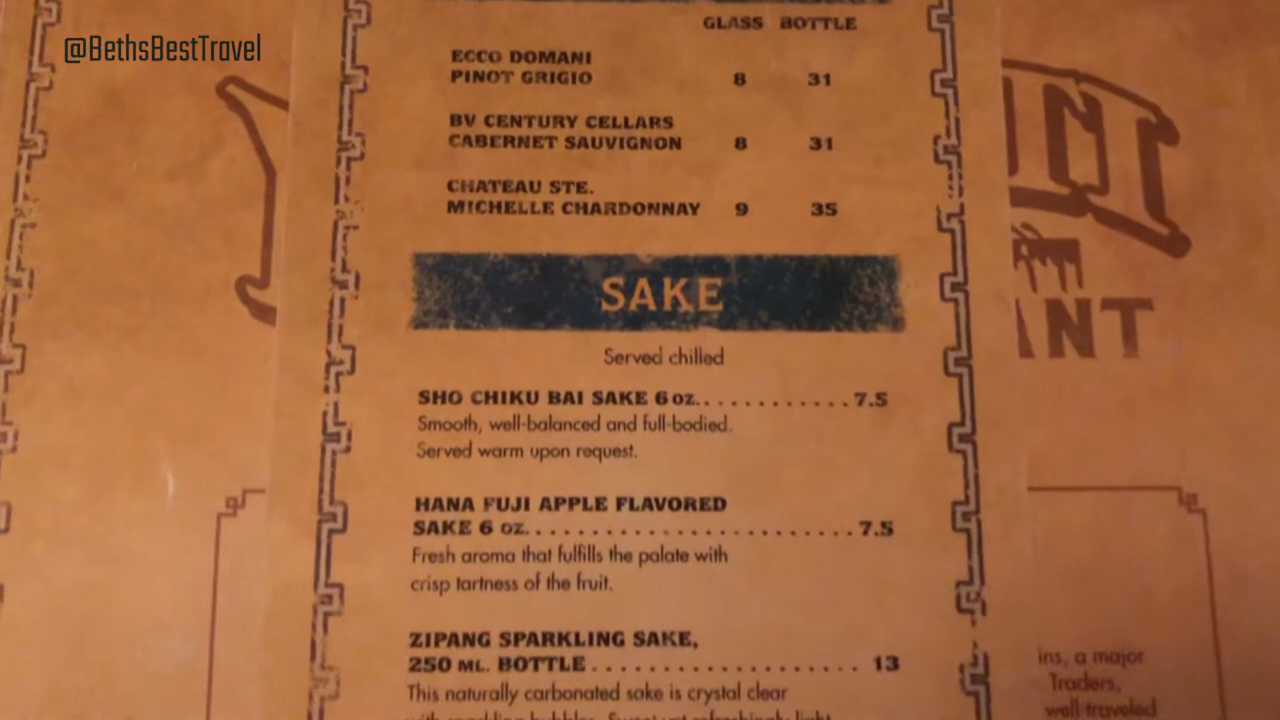 @BethsBestTravel
GLASS BOTTLE
ECCO DOMANI
PINOT GRIGIO 8 31
BV CENTURY CELLARS
CABERNET SAUVIGNON 8 31
CHATEAU STE.
MICHELLE CHARDONNAY 9 35
SAKE
Served chilled
SHO CHIKU BAI SAKE 6 oz.............7.5
Smooth, well-balanced and full-bodied.
Served warm upon request.
HANA FUJI APPLE FLAVORED
SAKE 6 oz.........................7.5
Fresh aroma that fulfills the palate with
crisp tartness of the fruit.
ZIPANG SPARKLING SAKE,
250 ML. BOTTLE.................... 13
This naturally carbonated sake is crystal clear
ANT
ins, a major
Traders,
well-traveled